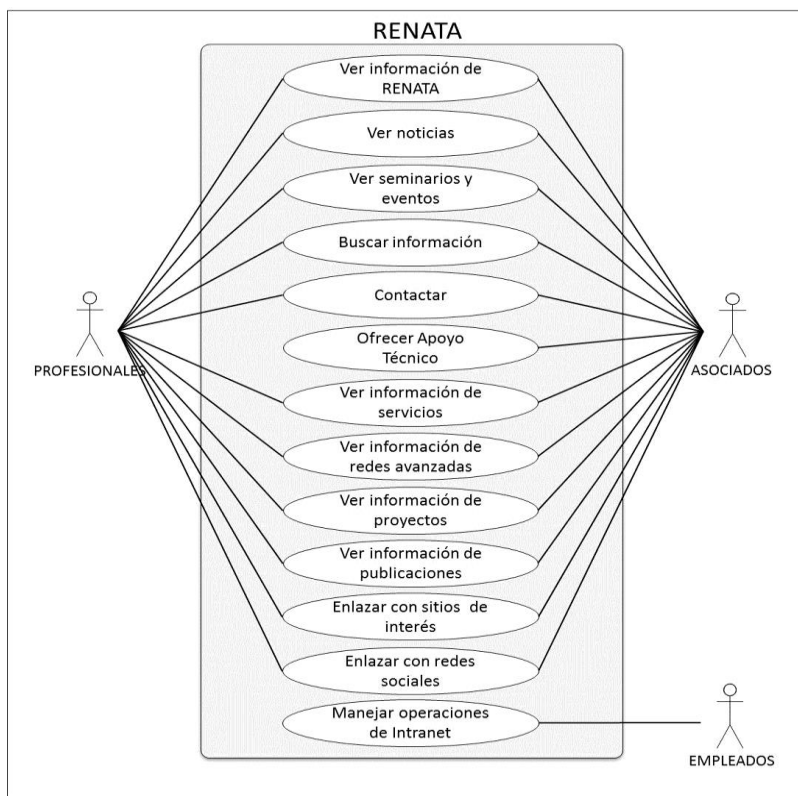 RENATA
Ver información de
RENATA
Ver noticias
Ver seminarios y
eventos
Buscar información
Contactar
Ofrecer Apoyo
Técnico
PROFESIONALES
ASOCIADOS
Ver información de
servicios
Ver información de
redes avanzadas
Ver información de
proyectos
Ver información de
publicaciones
Enlazar con sitios de
interés
Enlazar con redes
sociales
Manejar operaciones
de Intranet
EMPLEADOS